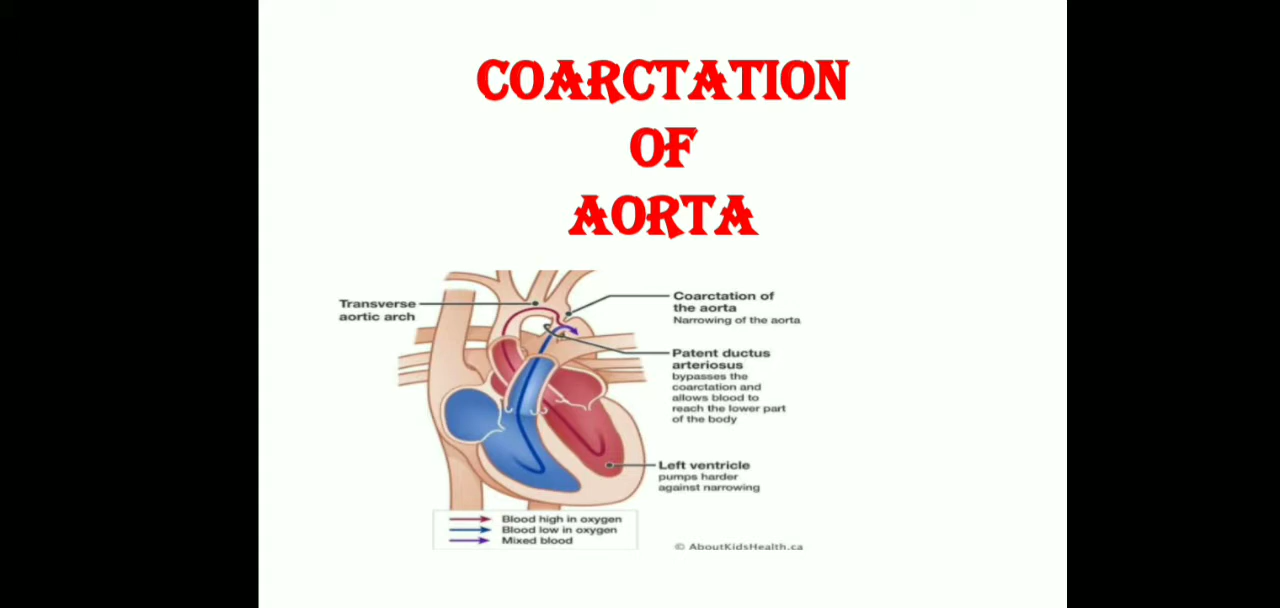 COARCTATION
OF
AORTA
Transverse
aortic arch
Coarctation of
the aorta
Narrowing of the aorta
Patent ductus
arteriosus
bypasses the
coarctation and
allows blood to
reach the lower part
of the body
Left ventricle
pumps harder
against narrowing
Blood high in oxygen
Blood low in oxygen
Mixed blood
© AboutKidsHealth.ca